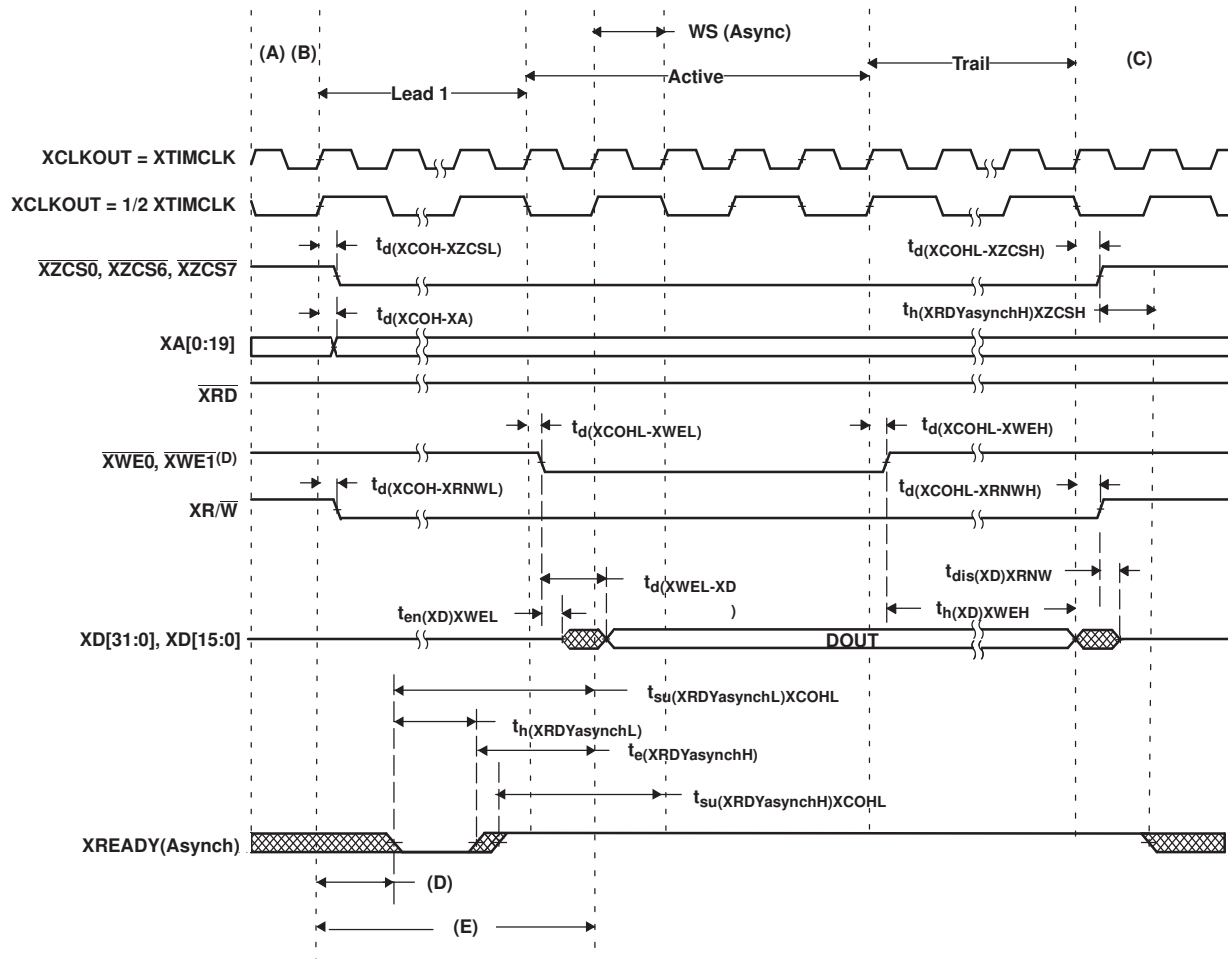 WS (Async)
(A) (B)
Trail
(C)
Active
Lead 1
XCLKOUT = XTIMCLK
XCLKOUT = 1/2 XTIMCLK
td(XCOH-XZCSL)
td(XCOHL-XZCSH)
XZCS0, XZCS6, XZCS7
th(XRDYasynchH)XZCSH
td(XCOH-XA)
XA[0:19]
XRD
td(XCOHL-XWEL)
td(XCOHL-XWEH)
XWE0, XWE1(D)
td(XCOH-XRNWL)
td(XCOHL-XRNWH)
XR/W
tdis(XD)XRNW
td(XWEL-XD
)
ten(XD)XWEL
th(XD)XWEH
XD[31:0], XD[15:0]
DOUT
tsu(XRDYasynchL)XCOHL
th(XRDYasynchL)
te(XRDYasynchH)
tsu(XRDYasynchH)XCOHL
XREADY(Asynch)
(D)
(E)